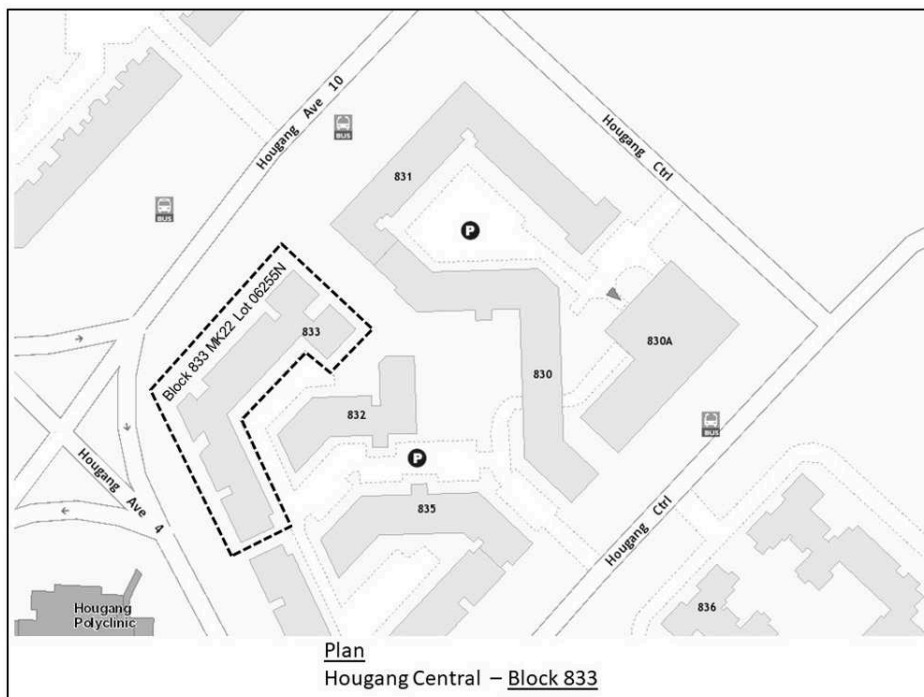 Hougang Ave 10
BUS
Hougang Ctrl
831
BUS
P
Block 833 MK22 Lot 06255N
833
830A
830
832
BUS
P
Hougang Ave 4
835
Hougang Ctrl
836
Hougang
Polyclinic
Plan
Hougang Central – Block 833